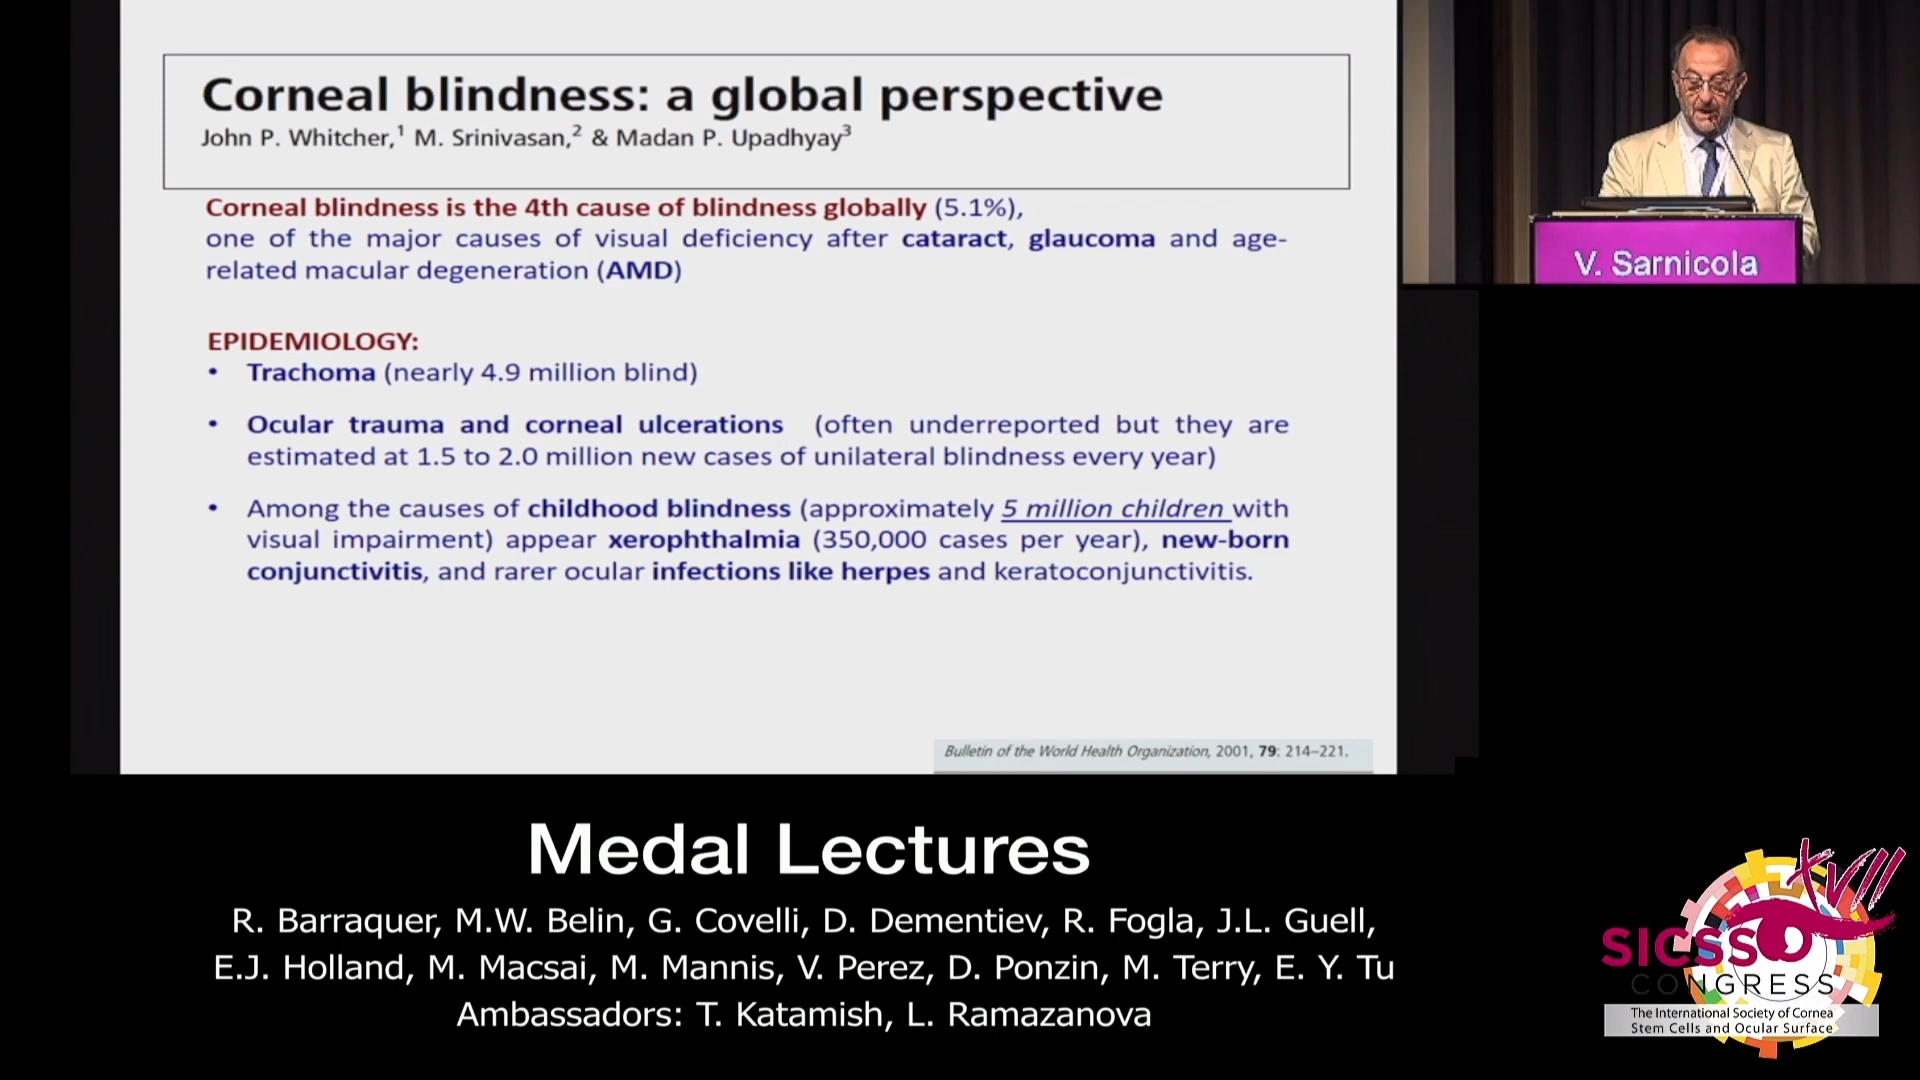 Corneal blindness: a global perspective
John P. Whitcher,¹ M. Srinivasan,² & Madan P. Upadhyay³
Corneal blindness is the 4th cause of blindness globally (5.1%),
one of the major causes of visual deficiency after cataract, glaucoma and age-
related macular degeneration (AMD)
EPIDEMIOLOGY:
• Trachoma (nearly 4.9 million blind)
• Ocular trauma and corneal ulcerations (often underreported but they are
estimated at 1.5 to 2.0 million new cases of unilateral blindness every year)
• Among the causes of childhood blindness (approximately 5 million children with
visual impairment) appear xerophthalmia (350,000 cases per year), new-born
conjunctivitis, and rarer ocular infections like herpes and keratoconjunctivitis.
Bulletin of the World Health Organization, 2001, 79: 214–221.
V. Sarnicola
Medal Lectures
R. Barraquer, M.W. Belin, G. Covelli, D. Dementiev, R. Fogla, J.L. Guell,
E.J. Holland, M. Macsai, M. Mannis, V. Perez, D. Ponzin, M. Terry, E. Y. Tu
Ambassadors: T. Katamish, L. Ramazanova
XVII
SICSSO
CONGRESS
The International Society of Cornea
Stem Cells and Ocular Surface